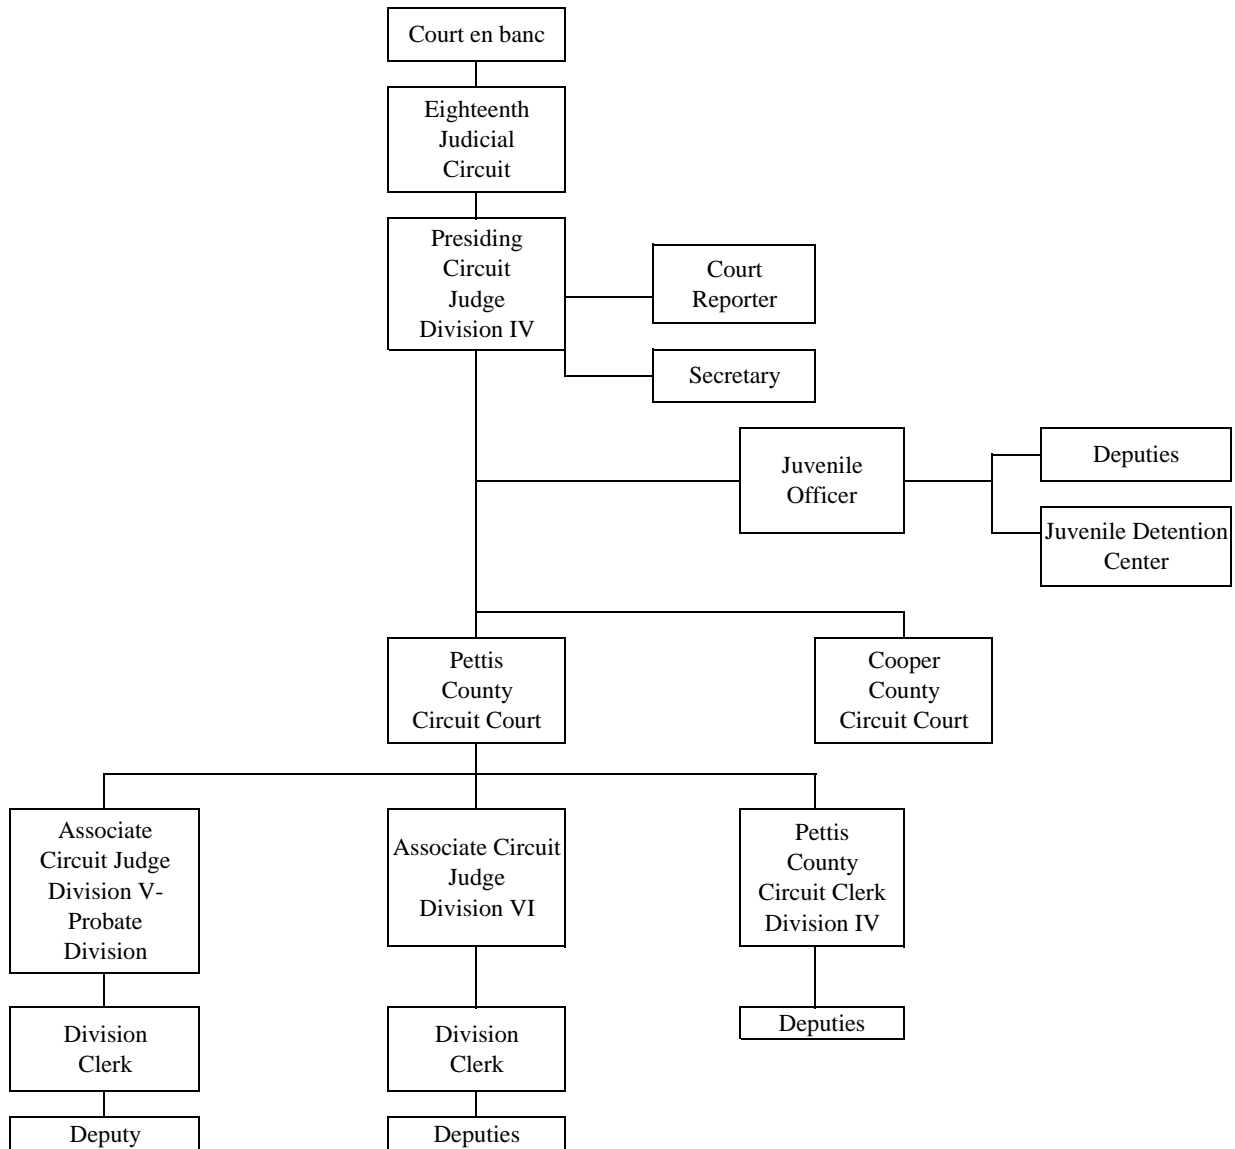 Court en banc
Eighteenth
Judicial
Circuit
Presiding
Circuit
Judge
Division IV
Court
Reporter
Secretary
Juvenile
Officer
Deputies
Juvenile Detention
Center
Pettis
County
Circuit Court
Cooper
County
Circuit Court
Associate
Circuit Judge
Division V-
Probate
Division
Associate Circuit
Judge
Division VI
Pettis
County
Circuit Clerk
Division IV
Division
Clerk
Division
Clerk
Deputies
Deputy
Deputies